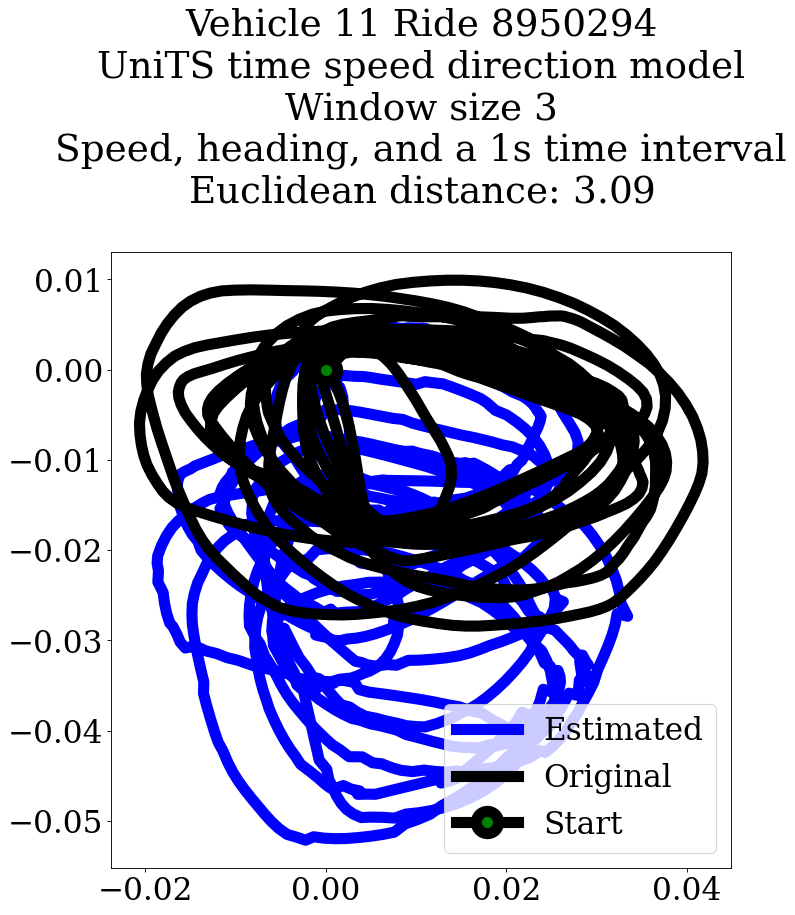 Vehicle 11 Ride 8950294
UniTS time speed direction model
Window size 3
Speed, heading, and a 1s time interval
Euclidean distance: 3.09
0.01
0.00
−0.01
−0.02
−0.03
−0.04
−0.05
Estimated
Original
Start
−0.02 0.00 0.02 0.04